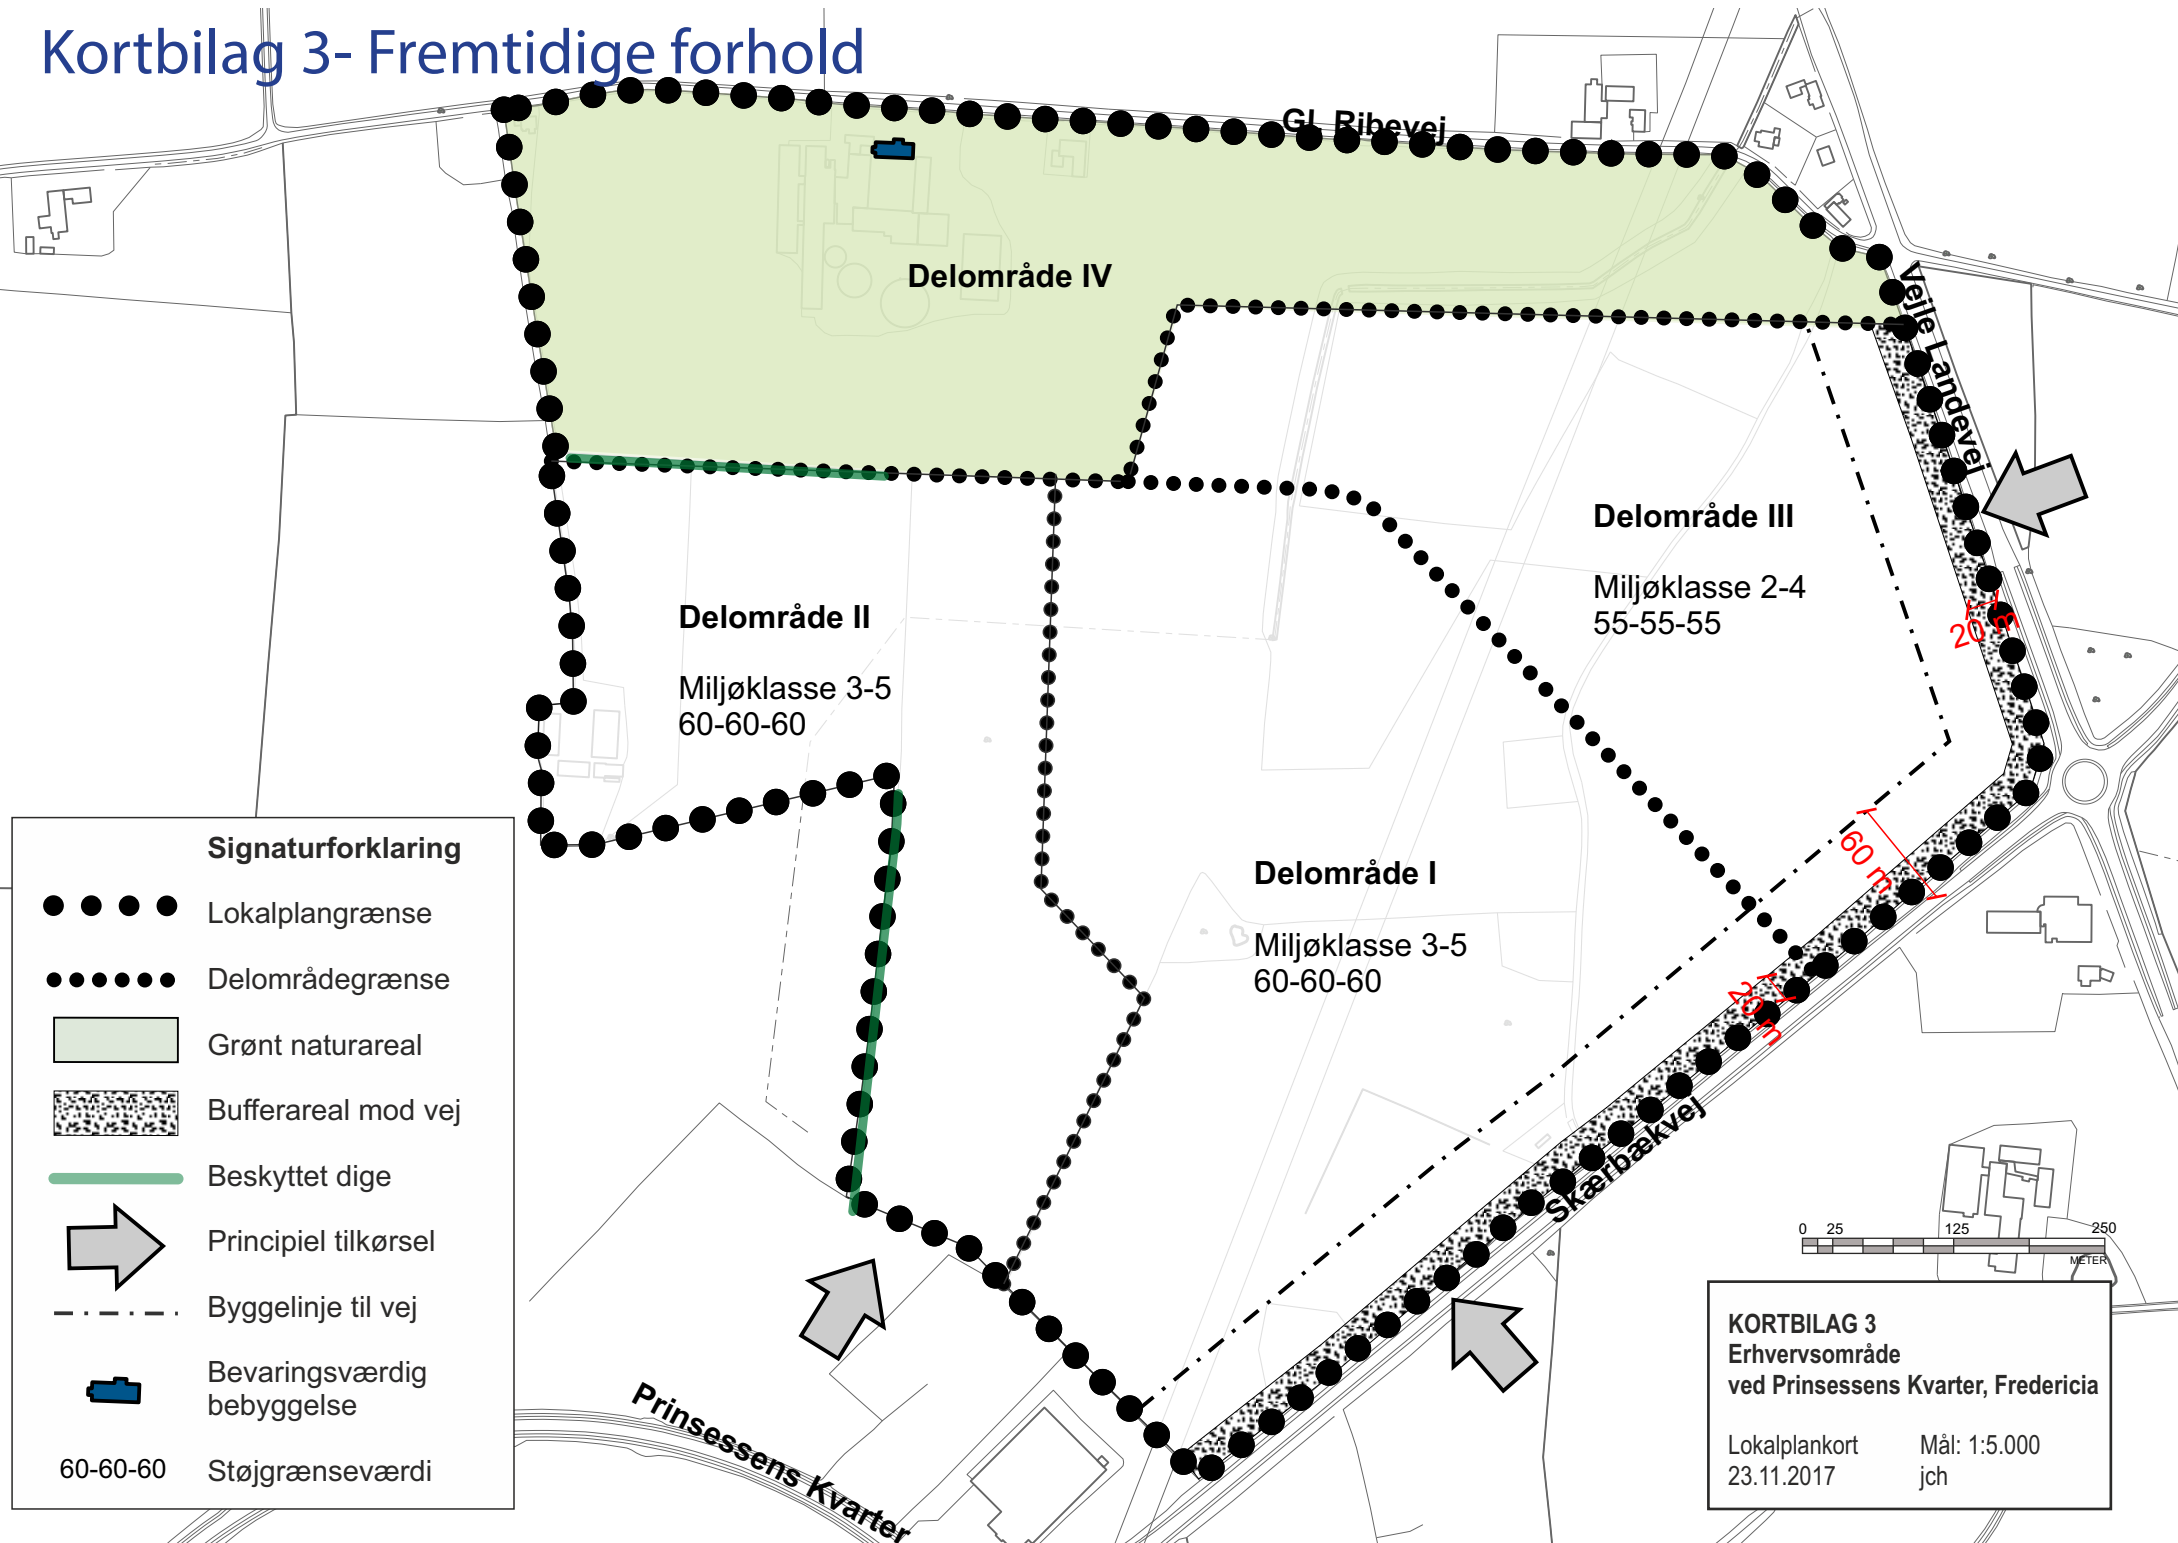 Kortbilag 3- Fremtidige forhold
Gl. Ribevej
Vejle Landevej
Delområde IV
Delområde III
Miljøklasse 2-4
55-55-55
Delområde II
Miljøklasse 3-5
60-60-60
20 m
60 m
Delområde I
Miljøklasse 3-5
60-60-60
20 m
Skærbækvej
Prinsessens Kvarter
Signaturforklaring
Lokalplangrænse
Delområdegrænse
Grønt naturareal
Bufferareal mod vej
Beskyttet dige
Principiel tilkørsel
Byggelinje til vej
Bevaringsværdig
bebyggelse
60-60-60 Støjgrænseværdi
0 25 125 250
METER
KORTBILAG 3
Erhvervsområde
ved Prinsessens Kvarter, Fredericia
Lokalplankort Mål: 1:5.000
23.11.2017 jch